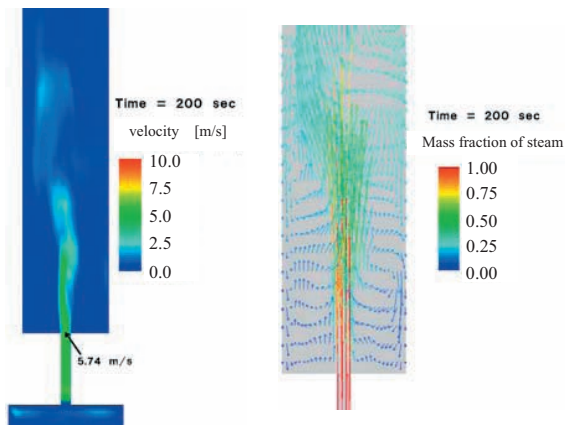 Time = 200 sec
velocity [m/s]
10.0
7.5
5.0
2.5
0.0
5.74 m/s
Time = 200 sec
Mass fraction of steam
1.00
0.75
0.50
0.25
0.00